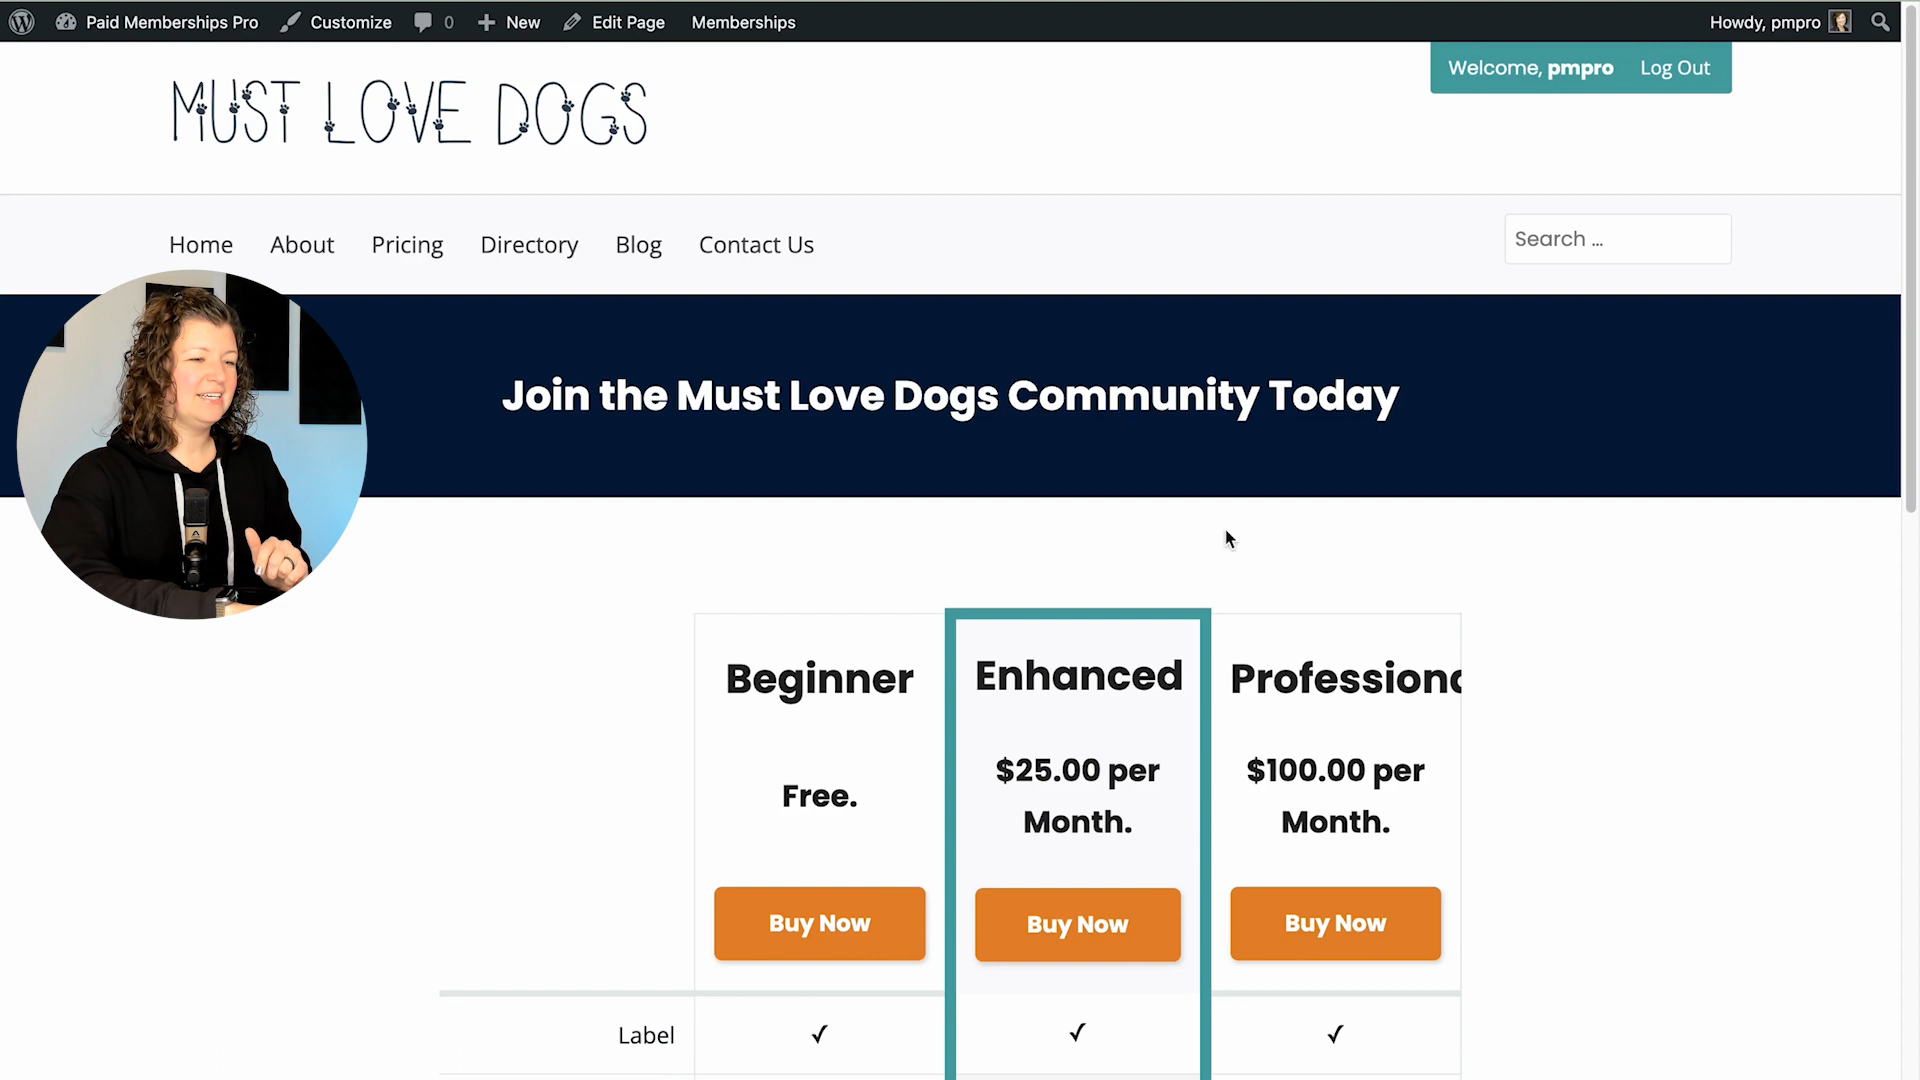 Paid Memberships Pro Customize 0 New Edit Page Memberships Howdy, pmpro
Welcome, pmpro Log Out
MUST LOVE DOGS
Home About Pricing Directory Blog Contact Us Search ...
Join the Must Love Dogs Community Today
Beginner Enhanced Professiona
Free. $25.00 per Month. $100.00 per Month.
Buy Now Buy Now Buy Now
Label ✓ ✓ ✓